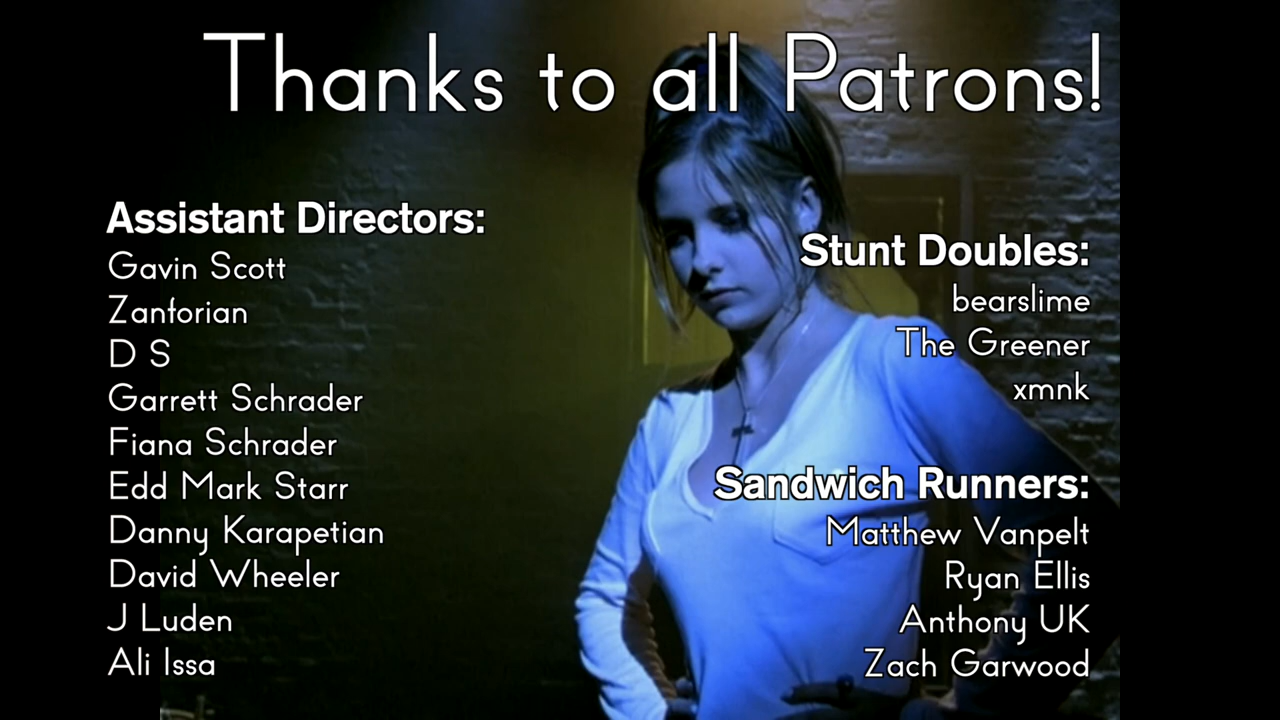 Thanks to all Patrons!
Assistant Directors:
Gavin Scott
Zantorian
D S
Garrett Schrader
Fiana Schrader
Edd Mark Starr
Danny Karapetian
David Wheeler
J Luden
Ali Issa
Stunt Doubles:
bearslime
The Greener
xmnk
Sandwich Runners:
Matthew Vanpelt
Ryan Ellis
Anthony UK
Zach Garwood